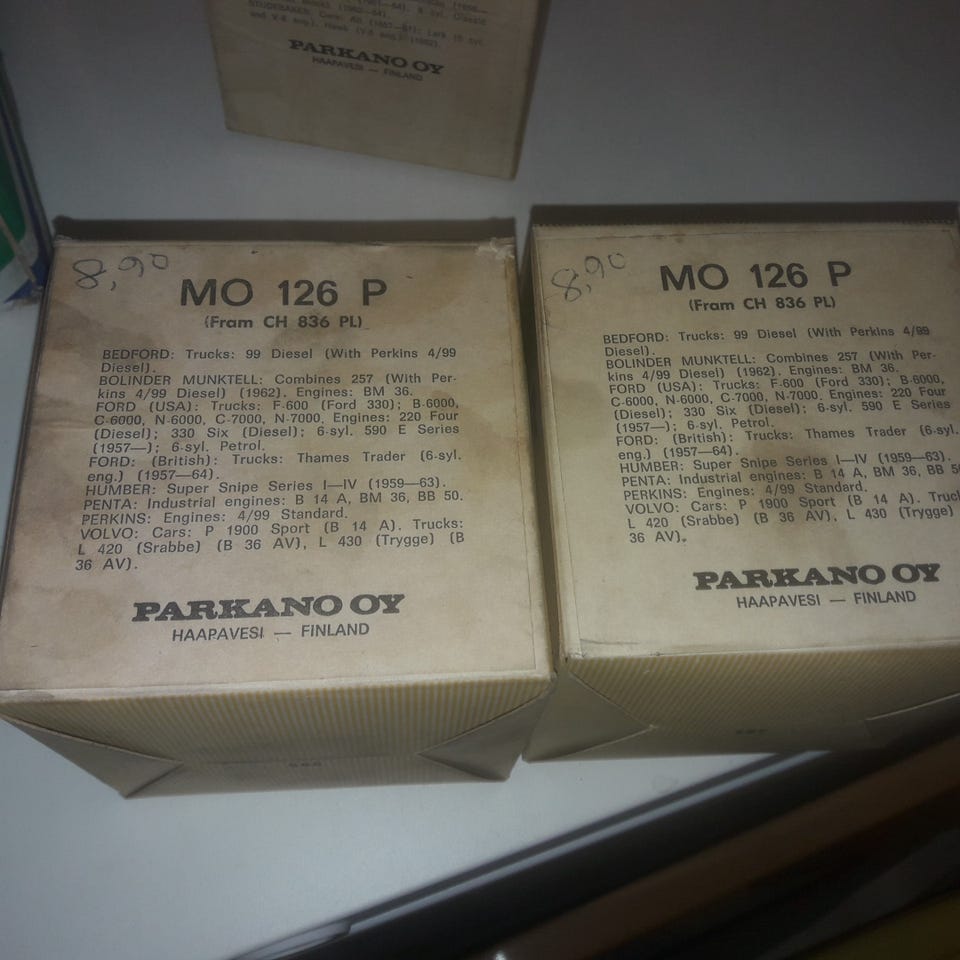 STUDEBAKER: Cars: All
and V-8 eng.), Hawk (V-8 eng.)
PARKANO OY
HAAPAVESI — FINLAND
8,90
MO 126 P
(Fram CH 836 PL)
BEDFORD: Trucks: 99 Diesel (With Perkins 4/99
Diesel).
BOLINDER MUNKTELL: Combines 257 (With Per-
kins 4/99 Diesel) (1962). Engines: BM 36.
FORD (USA): Trucks: F-600 (Ford 330); B-6000,
C-6000, N-6000, C-7000, N-7000, Engines: 220 Four
(Diesel); 330 Six (Diesel); 6-syl. 590 E Series
(1957—); 6-syl. Petrol.
FORD: (British): Trucks: Thames Trader (6-syl.
eng.) (1957—64).
HUMBER: Super Snipe Series I—IV (1959—63).
PENTA: Industrial engines: B 14 A, BM 36, BB 50.
PERKINS: Engines: 4/99 Standard.
VOLVO: Cars: P 1900 Sport (B 14 A). Trucks:
L 420 (Srabbe) (B 36 AV), L 430 (Trygge) (B
36 AV).
PARKANO OY
HAAPAVESI — FINLAND
8,90
MO 126 P
(Fram CH 836 PL)
BEDFORD: Trucks: 99 Diesel (With Perkins 4/99
Diesel).
BOLINDER MUNKTELL: Combines 257 (With Per-
kins 4/99 Diesel) (1962). Engines: BM 36.
FORD (USA): Trucks: F-600 (Ford 330); B-6000,
C-6000, N-6000, C-7000, N-7000, Engines: 220 Four
(Diesel); 330 Six (Diesel); 6-syl. 590 E Series
(1957—); 6-syl. Petrol.
FORD: (British): Trucks: Thames Trader (6-syl.
eng.) (1957—64).
HUMBER: Super Snipe Series I—IV (1959—63).
PENTA: Industrial engines: B 14 A, BM 36, BB
PERKINS: Engines: 4/99 Standard.
VOLVO: Cars: P 1900 Sport (B 14 A).
L 420 (Srabbe) (B 36 AV), L 430 (Trygge)
36 AV).
PARKANO OY
HAAPAVESI — FINLAND